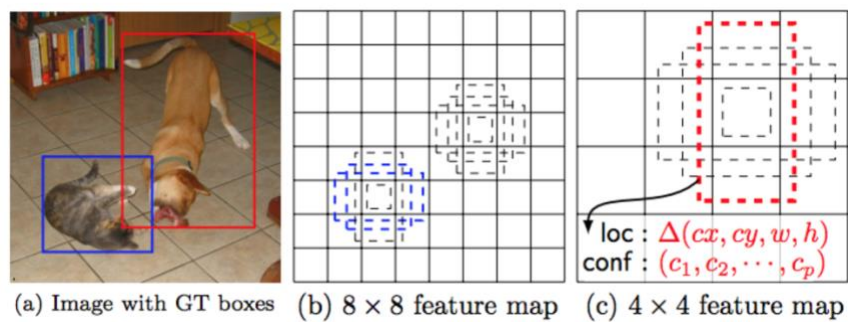 loc : Δ(cx, cy, w, h)
conf : (c₁, c₂, ⋯, cₚ)
(a) Image with GT boxes
(b) 8 × 8 feature map
(c) 4 × 4 feature map